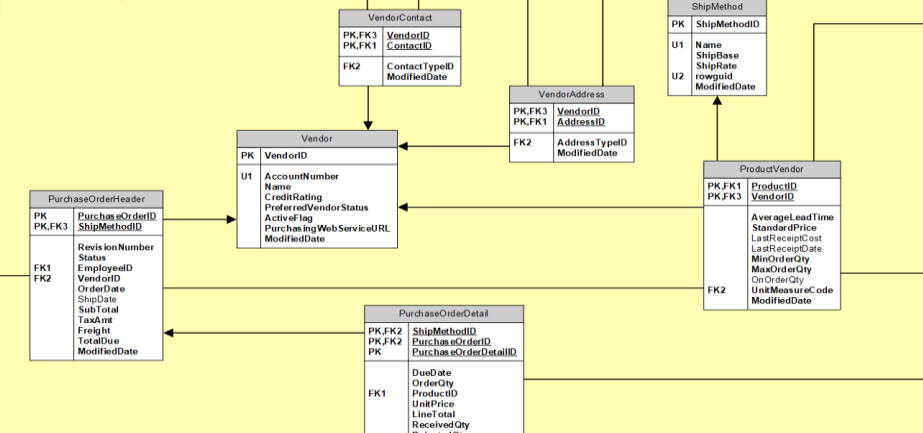 VendorContact
PK,FK3 VendorID
PK,FK1 ContactID
FK2 ContactTypeID
ModifiedDate
ShipMethod
PK ShipMethodID
U1 Name
ShipBase
ShipRate
U2 rowguid
ModifiedDate
VendorAddress
PK,FK3 VendorID
PK,FK1 AddressID
FK2 AddressTypeID
ModifiedDate
Vendor
PK VendorID
U1 AccountNumber
Name
CreditRating
PreferredVendorStatus
ActiveFlag
PurchasingWebServiceURL
ModifiedDate
ProductVendor
PK,FK1 ProductID
PK,FK3 VendorID
AverageLeadTime
StandardPrice
LastReceiptCost
LastReceiptDate
MinOrderQty
MaxOrderQty
OnOrderQty
FK2 UnitMeasureCode
ModifiedDate
PurchaseOrderHeader
PK PurchaseOrderID
PK,FK3 ShipMethodID
RevisionNumber
Status
FK1 EmployeeID
FK2 VendorID
OrderDate
ShipDate
SubTotal
TaxAmt
Freight
TotalDue
ModifiedDate
PurchaseOrderDetail
PK,FK2 ShipMethodID
PK,FK2 PurchaseOrderID
PK PurchaseOrderDetailID
DueDate
OrderQty
FK1 ProductID
UnitPrice
LineTotal
ReceivedQty